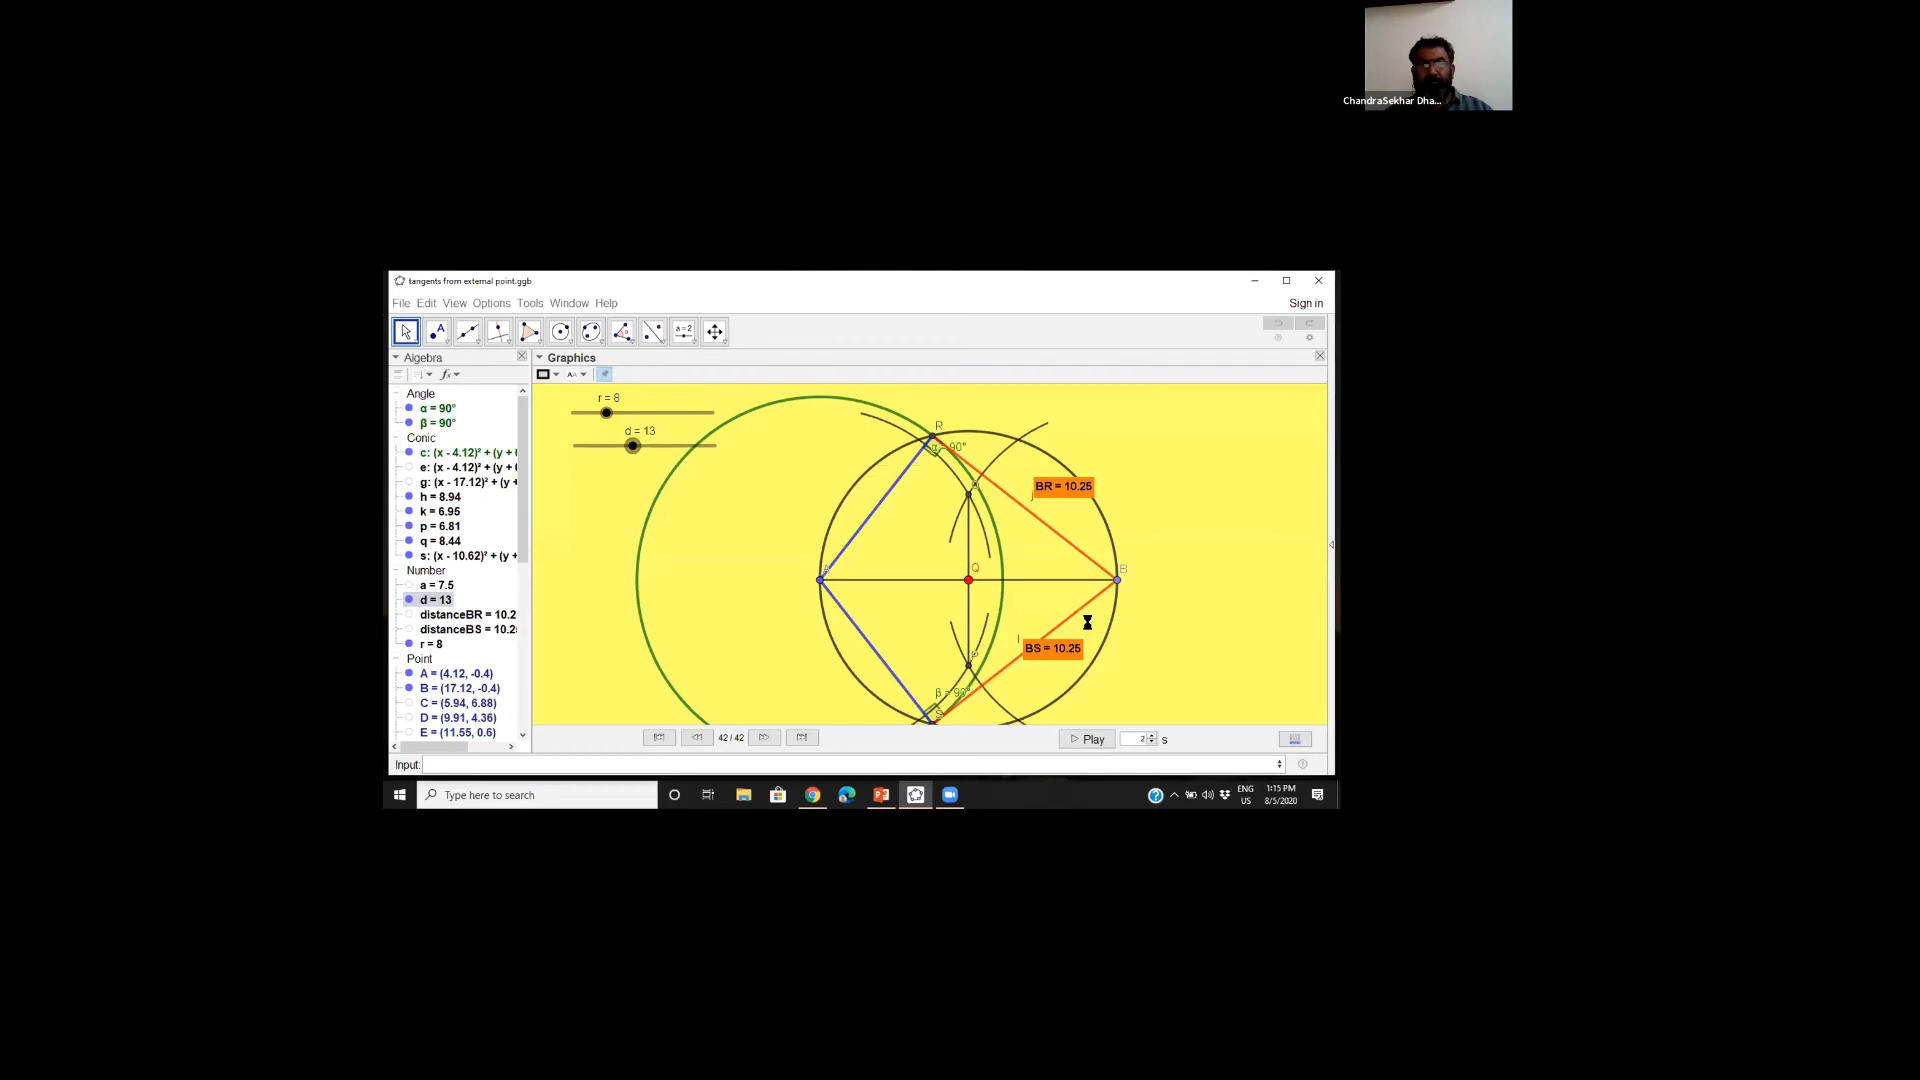 ChandraSekhar Dha...
tangents from external point.ggb
File Edit View Options Tools Window Help
Sign in
A
a = 2
Algebra
Graphics
AA
Angle
α = 90°
β = 90°
Conic
c: (x - 4.12)² + (y +
e: (x - 4.12)² + (y +
g: (x - 17.12)² + (y +
h = 8.94
k = 6.95
p = 6.81
q = 8.44
s: (x - 10.62)² + (y +
Number
a = 7.5
d = 13
distanceBR = 10.2
distanceBS = 10.2
r = 8
Point
A = (4.12, -0.4)
B = (17.12, -0.4)
C = (5.94, 6.88)
D = (9.91, 4.36)
E = (11.55, 0.6)
r = 8
d = 13
R
α = 90°
j
BR = 10.25
A
Q
B
l
BS = 10.25
P
β = 90°
S
42 / 42
Play
2
s
Input:
Type here to search
ENG
US
1:15 PM
8/5/2020